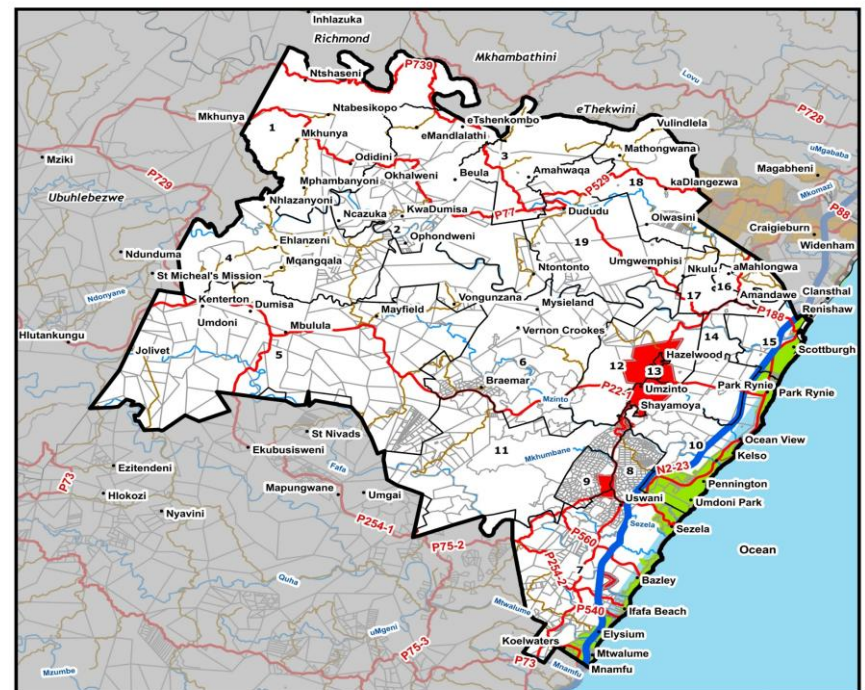 Inhlazuka
Richmond
Mkhambathini
P739
Ntshaseni
Lovu
Ntabesikopo
eTshenkombo
eThekwini
P728
Mkhunya
1
eMandlalathi
Vulindlela
Mkhunya
3
Mathongwana
uMgababa
Mziki
Odidini
Magabheni
P729
Okhalweni
Beula
Amahwaqa
P529
18
Mkomazi
Mphambanyoni
kaDlangezwa
Ubuhlebezwe
Nhlazanyoni
KwaDumisa
P77
Dududu
P88
Ncazuka
2
Olwasini
Craigieburn
4
Ehlanzeni
Ophondweni
19
Widenham
Ndunduma
Mqangqala
Umgwemphisi
Nkulu
aMahlongwa
St Micheal's Mission
Ntontonto
16
Ndonyane
Amandawe
Clansthal
Kenterton
Vongunzana
17
Renishaw
Dumisa
Mayfield
Mysieland
P188
Umdoni
Mbulula
Vernon Crookes
14
15
Hlutankungu
Jolivet
5
6
12
Hazelwood
Scottburgh
13
Braemar
P22-1
Umzinto
Park Rynie
Mzinto
Park Rynie
Shayamoya
St Nivads
10
Ocean View
Ekubusisweni
11
Mkhumbane
Kelso
Fafa
8
N2-23
Ezitendeni
9
Pennington
P73
Mapungwane
Umgai
Uswani
Umdoni Park
Hlokozi
Nyavini
P254-1
Sezela
Sezela
P560
P75-2
Ocean
P254-2
7
Quha
Bazley
Mtwalume
P540
Ifafa Beach
uMgeni
Elysium
Koelwaters
P75-3
Mtwalume
P73
Mzumbe
Mnamfu
Mnamfu